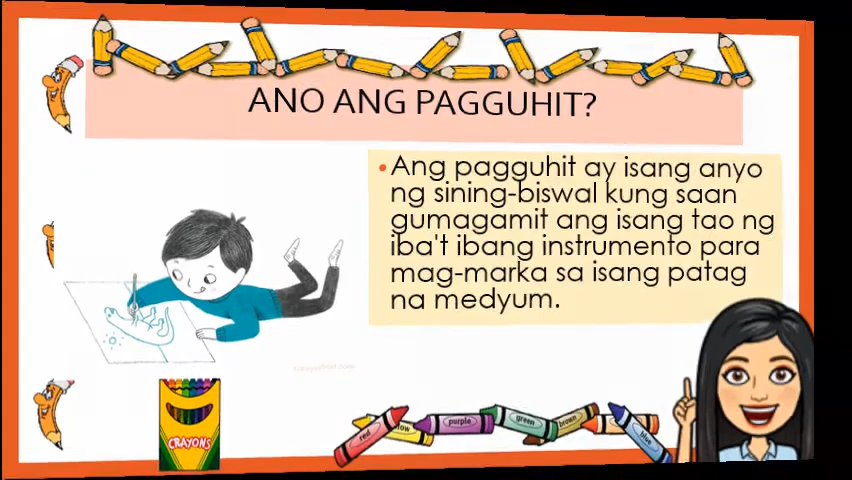 ANO ANG PAGGUHIT?
• Ang pagguhit ay isang anyo
ng sining-biswal kung saan
gumagamit ang isang tao ng
iba't ibang instrumento para
mag-marka sa isang patag
na medyum.
CRAYONS
red
purple
green
brown
blue